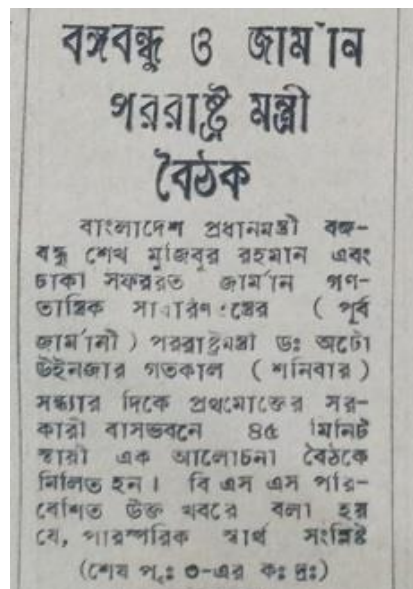 বঙ্গবন্ধু ও জার্মান
পররাষ্ট্র মন্ত্রী
বৈঠক
বাংলাদেশ প্রধানমন্ত্রী বঙ্গ-
বন্ধু শেখ মুজিবুর রহমান এবং
ঢাকা সফররত জার্মান গণ-
তান্ত্রিক ( পূর্ব
জার্মানী ) পররাষ্ট্রমন্ত্রী ডঃ অটো
উইনজার গতকাল ( শনিবার )
সন্ধ্যার দিকে প্রথমোক্তের সর-
কারী বাসভবনে ৪৫ মিনিট
স্থায়ী এক আলোচনা বৈঠকে
মিলিত হন। বি এস এস পরি-
বেশিত উক্ত খবরে বলা হয়
যে, পারস্পরিক স্বার্থ সংশ্লিষ্ট
(শেষ পৃঃ ৩-এর কঃ দ্রঃ)